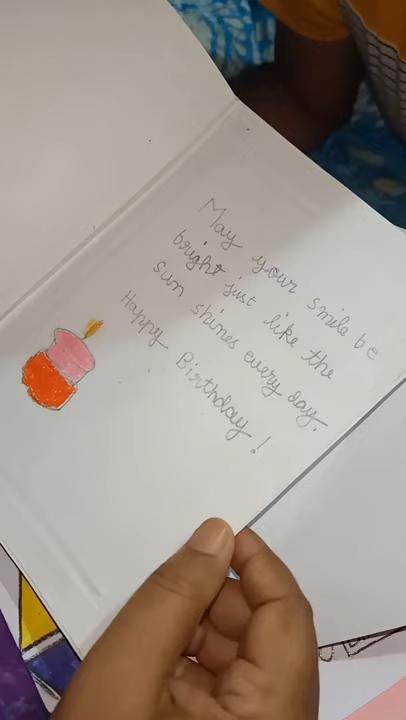 May your smile be
bright just like the
sun shines every day.
Happy Birthday!